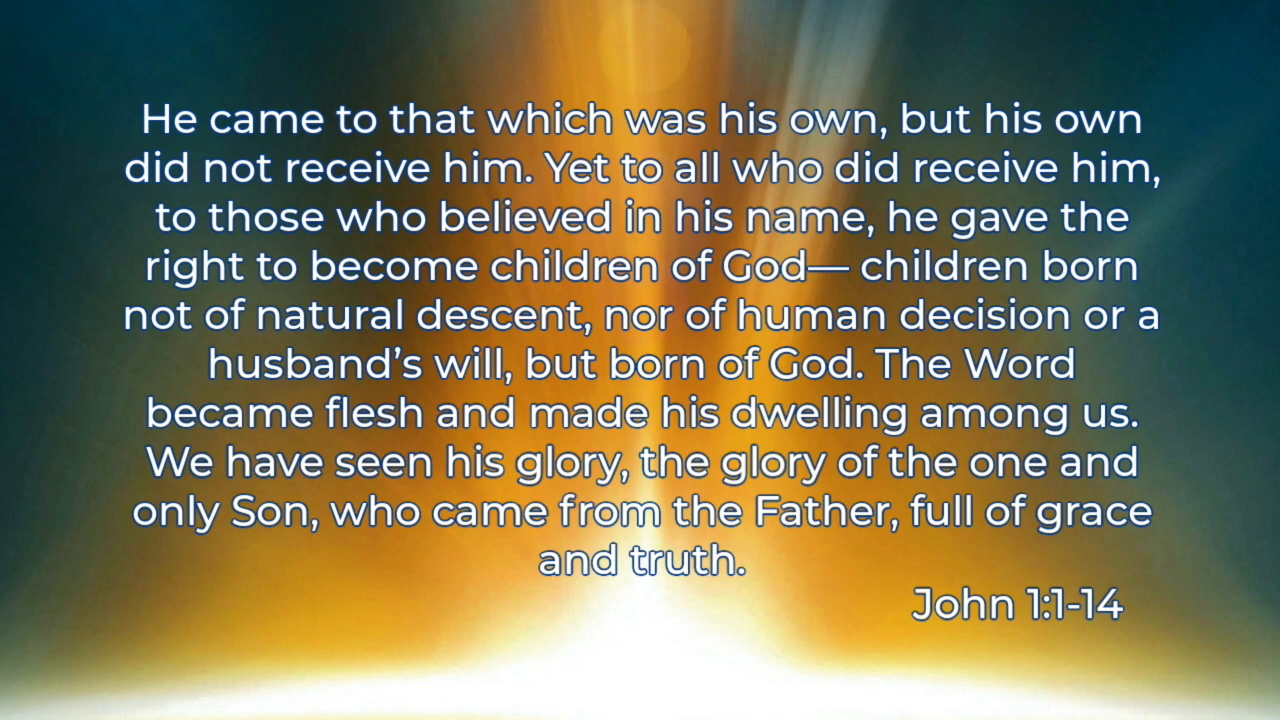 He came to that which was his own, but his own
did not receive him. Yet to all who did receive him,
to those who believed in his name, he gave the
right to become children of God— children born
not of natural descent, nor of human decision or a
husband’s will, but born of God. The Word
became flesh and made his dwelling among us.
We have seen his glory, the glory of the one and
only Son, who came from the Father, full of grace
and truth.
John 1:1-14